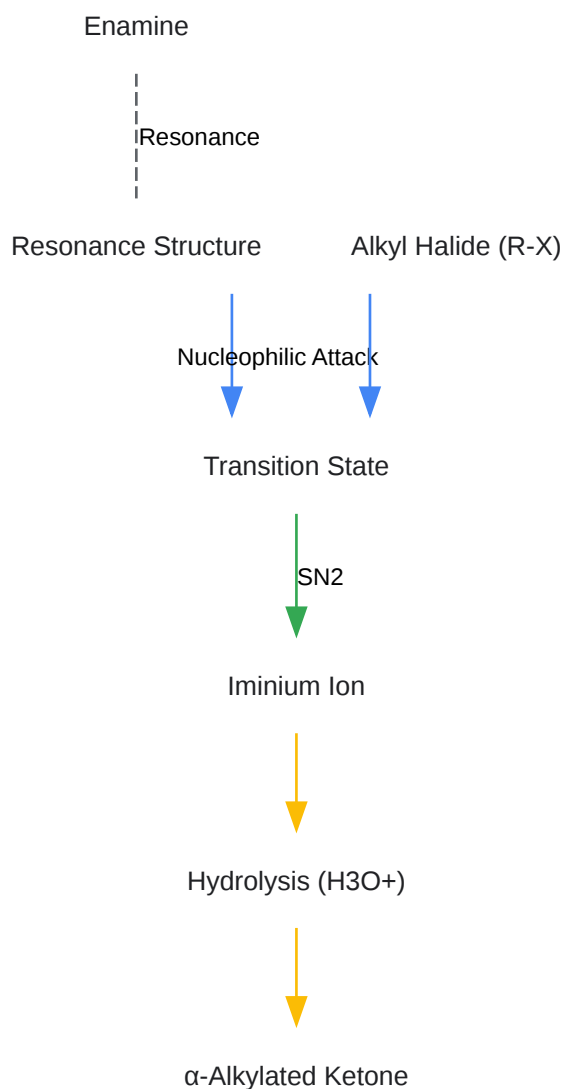 Enamine
Resonance
Resonance Structure
Alkyl Halide (R-X)
Nucleophilic Attack
Transition State
SN2
Iminium Ion
Hydrolysis (H3O+)
α-Alkylated Ketone